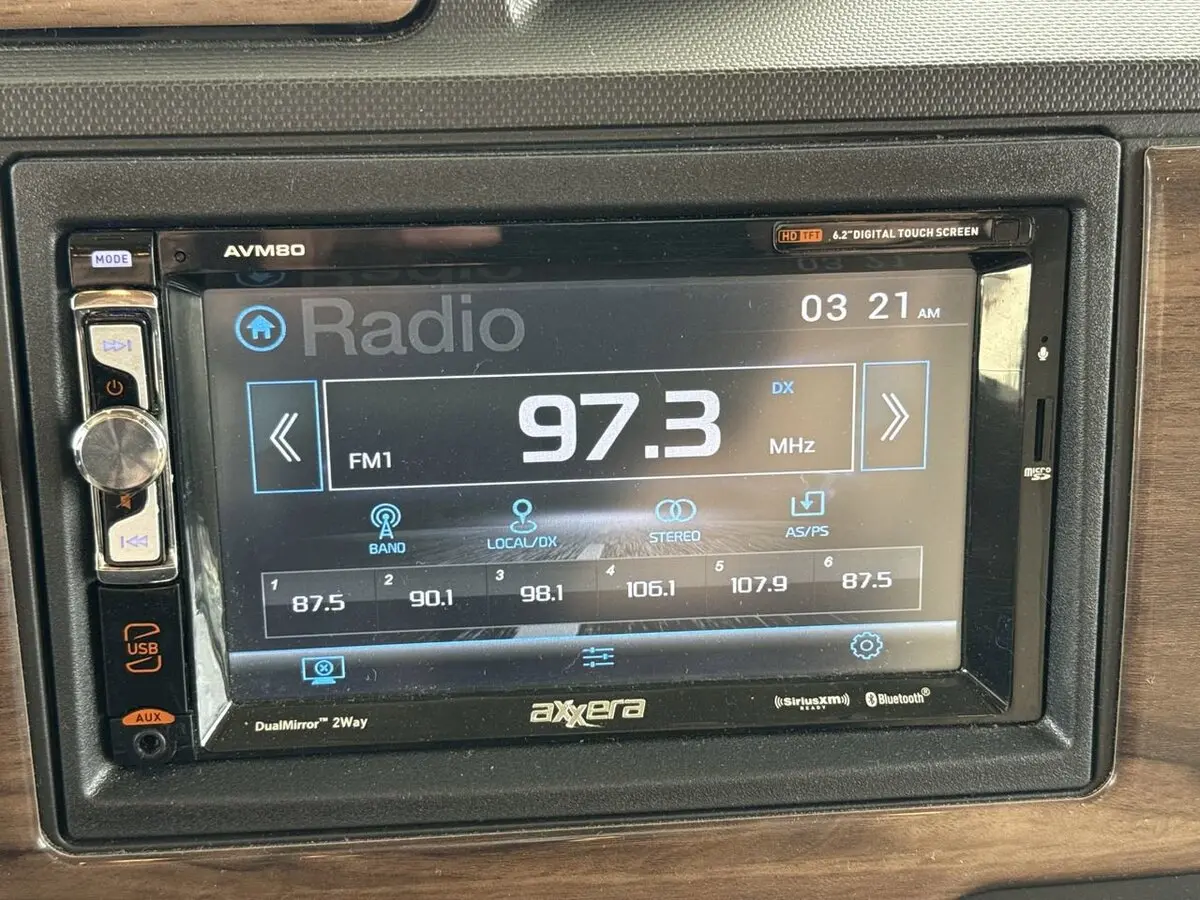 MODE
AVM80
HD TFT 6.2" DIGITAL TOUCH SCREEN
Radio
03 21 AM
97.3
DX
FM1
MHz
BAND
LOCAL/DX
STEREO
AS/PS
1 87.5
2 90.1
3 98.1
4 106.1
5 107.9
6 87.5
micro SD
USB
AUX
DualMirror™ 2Way
axxera
((SiriusXM))
READY
Bluetooth®